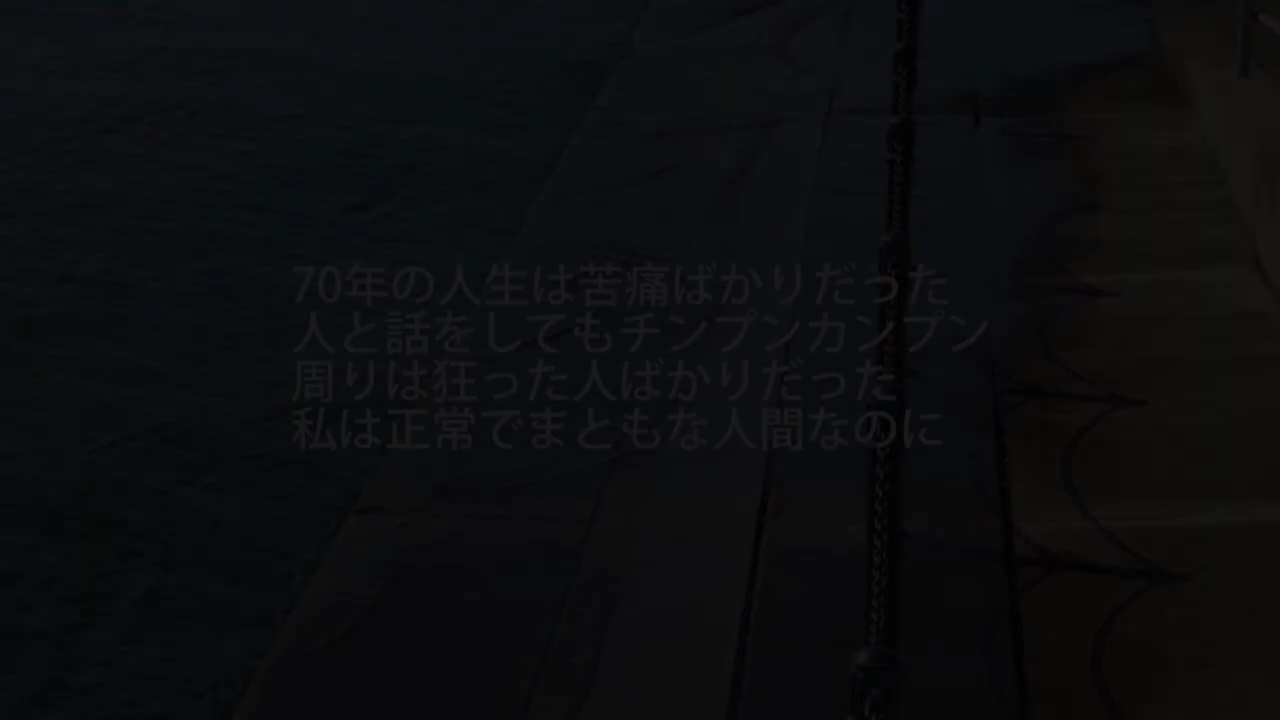 70年の人生は苦痛ばかりだった
人と話をしてもチンプンカンプン
周りは狂った人ばかりだった
私は正常でまともな人間なのに